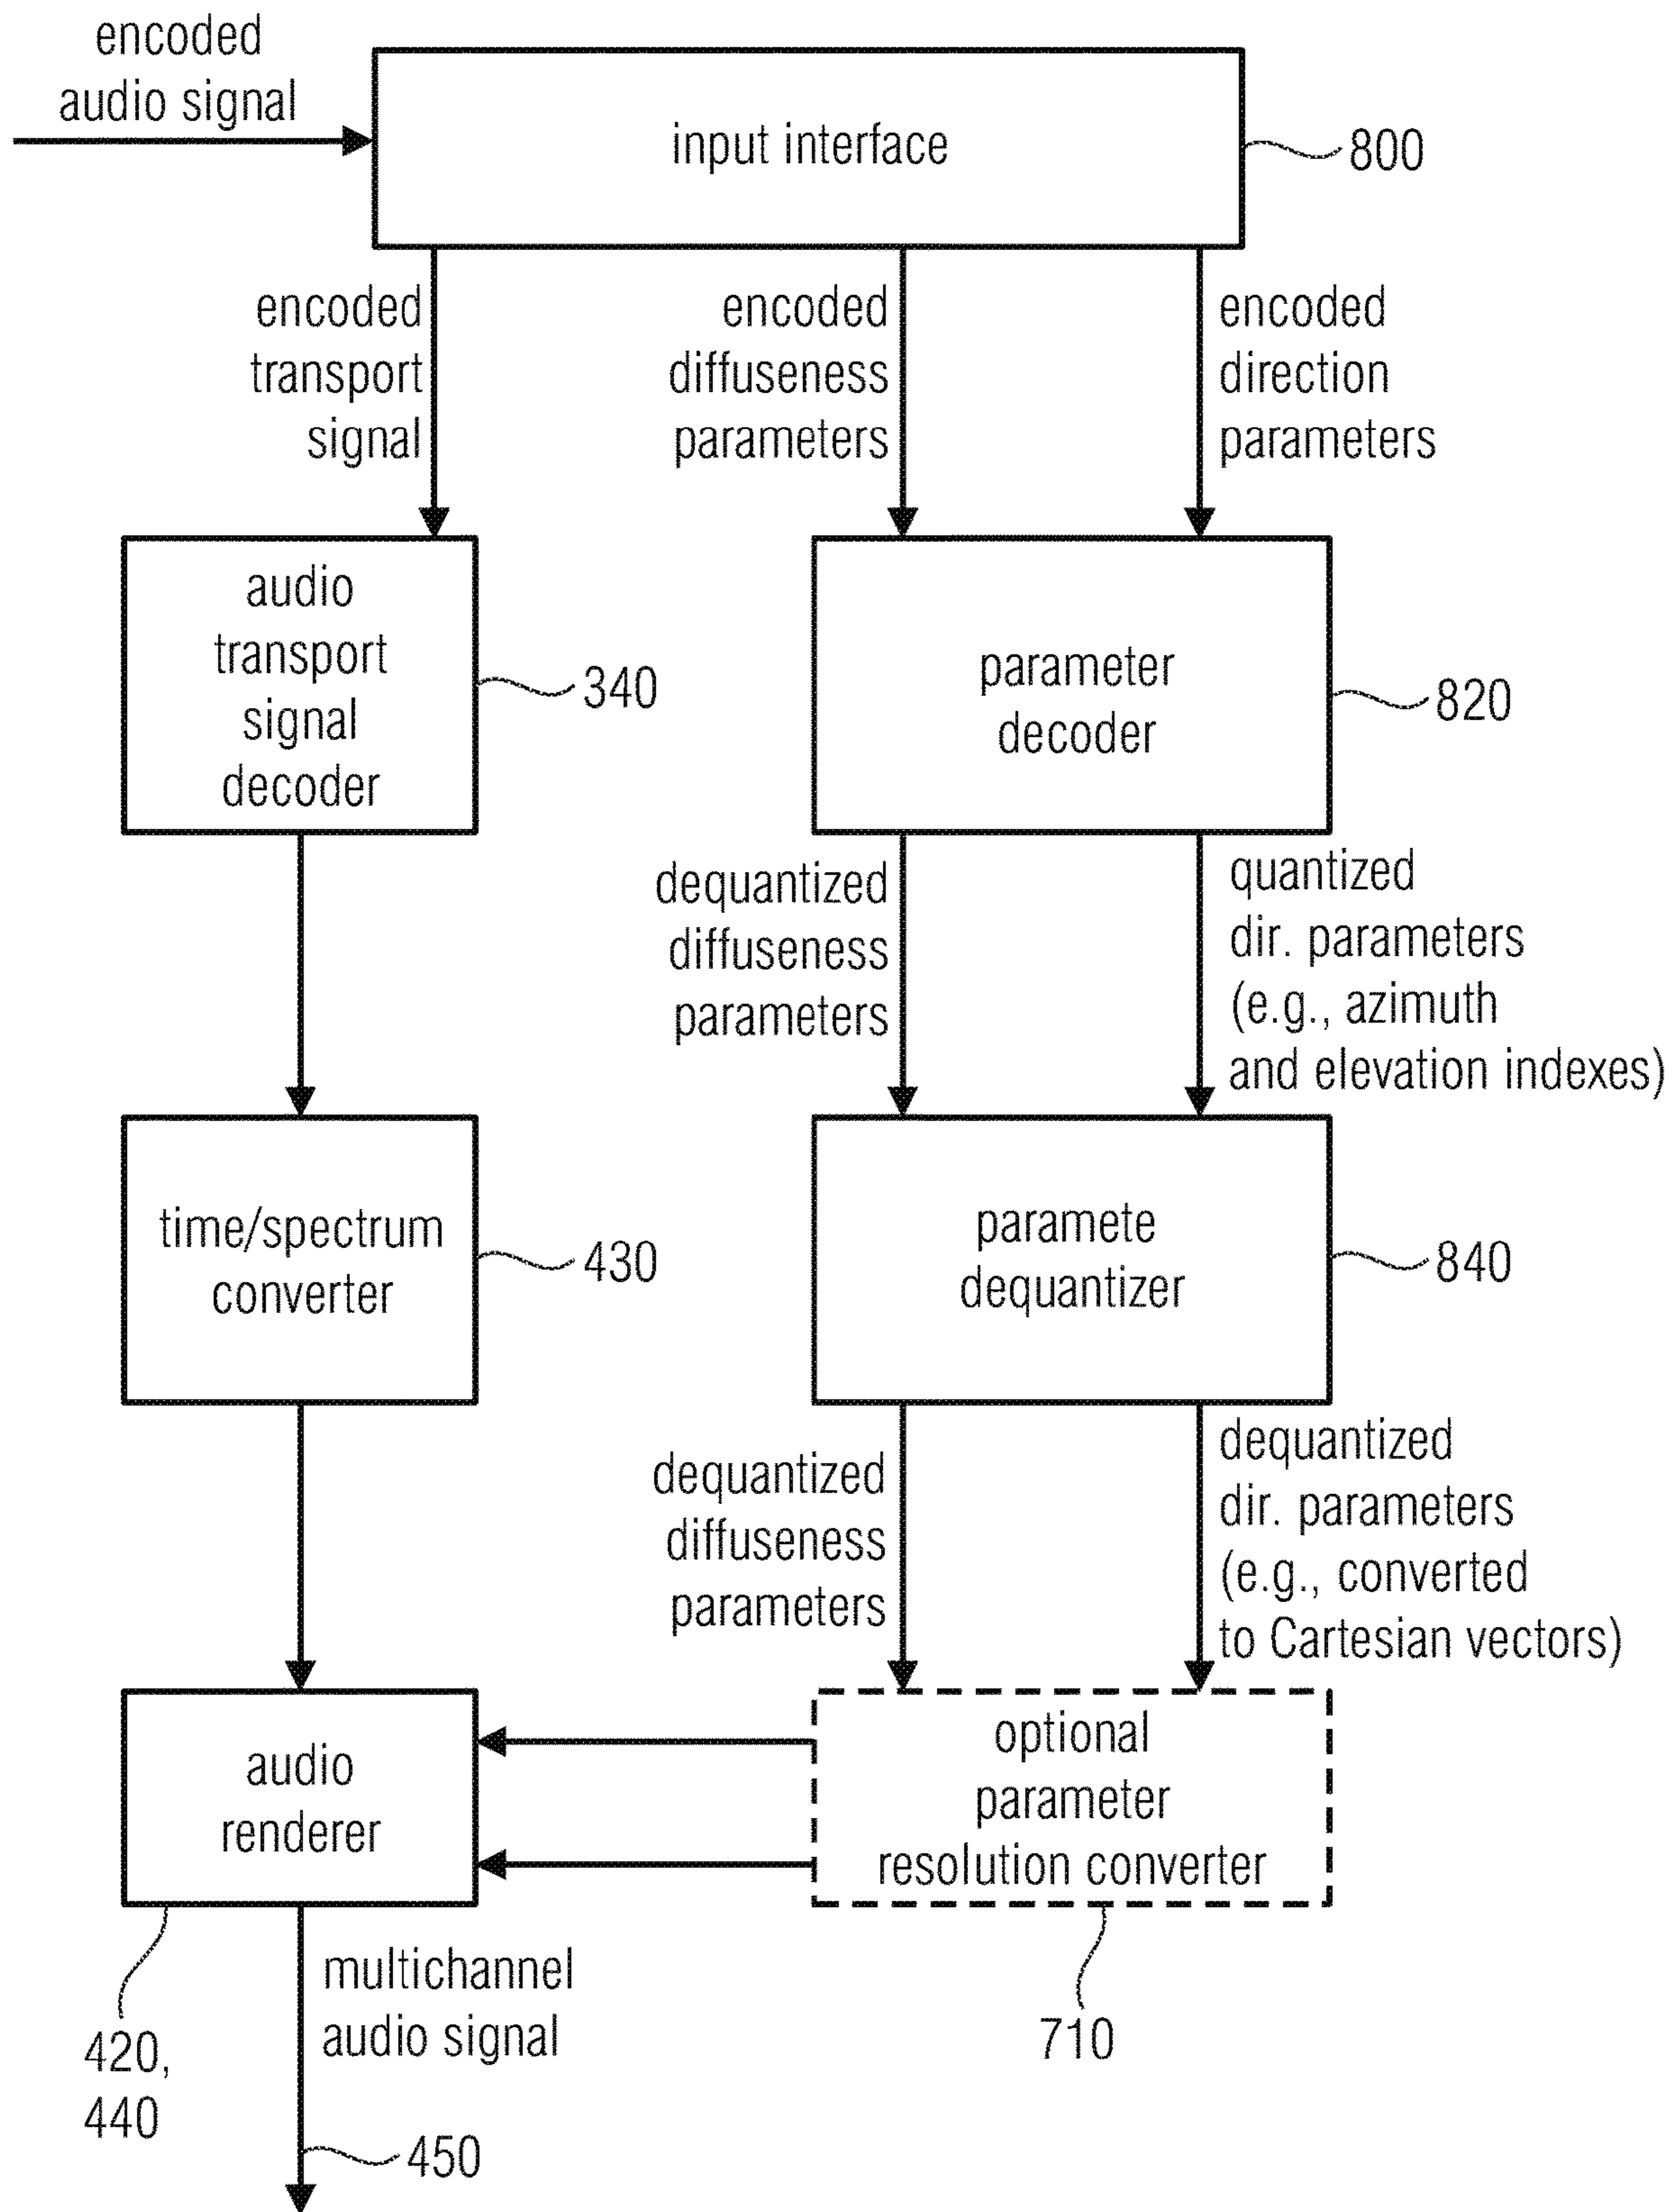 encoded
audio signal
input interface
800
encoded
transport
signal
encoded
diffuseness
parameters
encoded
direction
parameters
audio
transport
signal
decoder
340
parameter
decoder
820
dequantized
diffuseness
parameters
quantized
dir. parameters
(e.g., azimuth
and elevation indexes)
time/spectrum
converter
430
paramete
dequantizer
840
dequantized
diffuseness
parameters
dequantized
dir. parameters
(e.g., converted
to Cartesian vectors)
audio
renderer
optional
parameter
resolution converter
420,
440
multichannel
audio signal
710
450